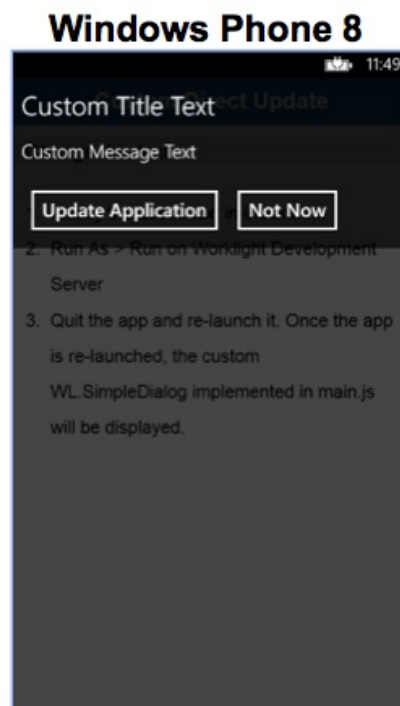 Windows Phone 8
11:49
Custom Title Text
Direct Update
Custom Message Text
Update Application
Not Now
2. Run As > Run on Worklight Development
Server
3. Quit the app and re-launch it. Once the app
is re-launched, the custom
WL.SimpleDialog implemented in main.js
will be displayed.